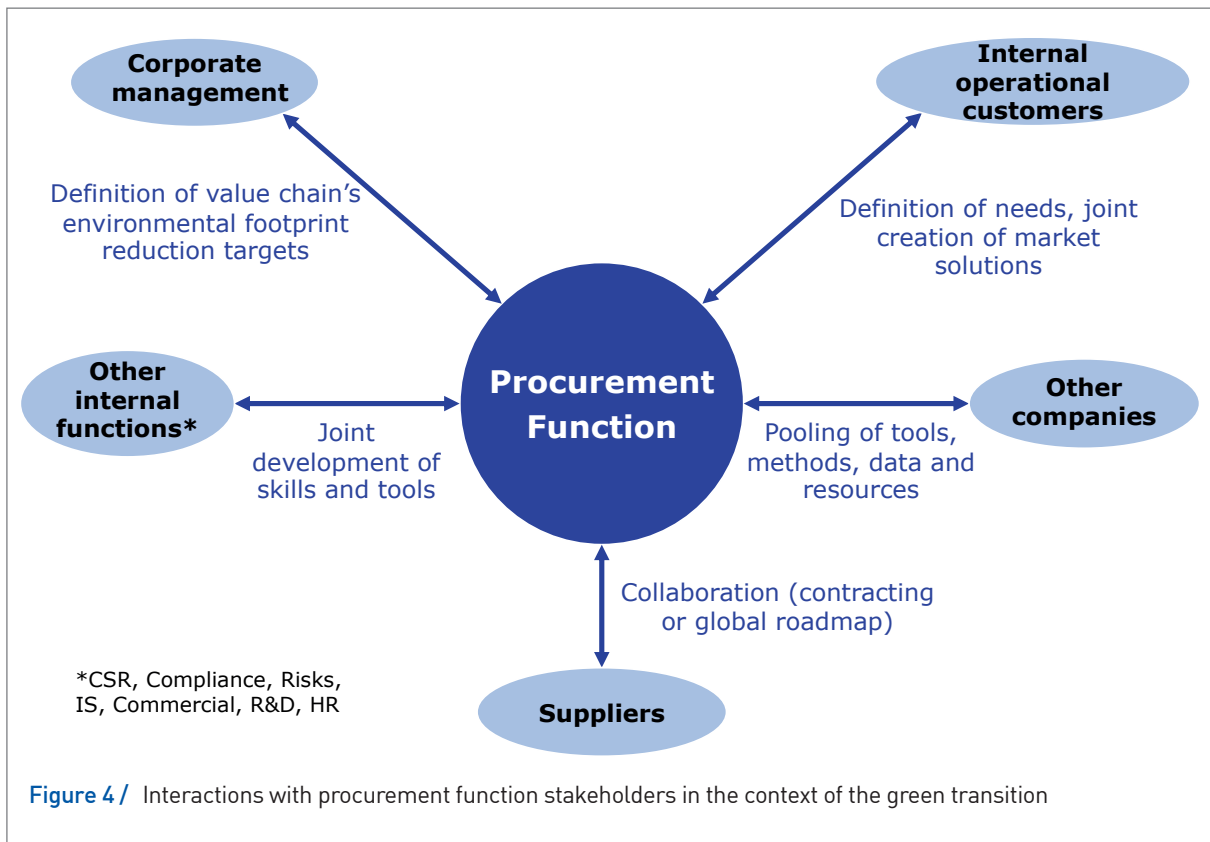 Corporate
management
Internal
operational
customers
Definition of value chain’s
environmental footprint
reduction targets
Definition of needs, joint
creation of market
solutions
Other
internal
functions*
Procurement
Function
Other
companies
Joint
development of
skills and tools
Pooling of tools,
methods, data and
resources
Collaboration (contracting
or global roadmap)
*CSR, Compliance, Risks,
IS, Commercial, R&D, HR
Suppliers
Figure 4 / Interactions with procurement function stakeholders in the context of the green transition